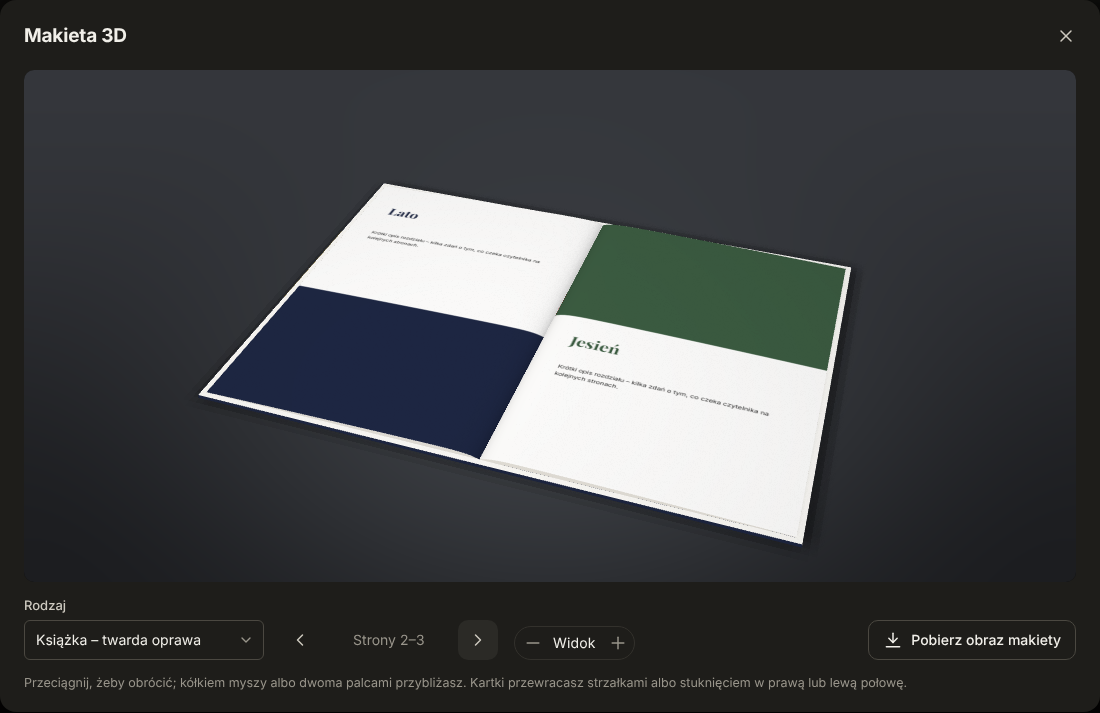 Makieta 3D
Lato
Krótki opis rozdziału – kilka zdań o tym, co czeka czytelnika na
kolejnych stronach.
Jesień
Krótki opis rozdziału – kilka zdań o tym, co czeka czytelnika na
kolejnych stronach.
Rodzaj
Książka – twarda oprawa
Strony 2–3
Widok
Pobierz obraz makiety
Przeciągnij, żeby obrócić; kółkiem myszy albo dwoma palcami przybliżasz. Kartki przewracasz strzałkami albo stuknięciem w prawą lub lewą połowę.